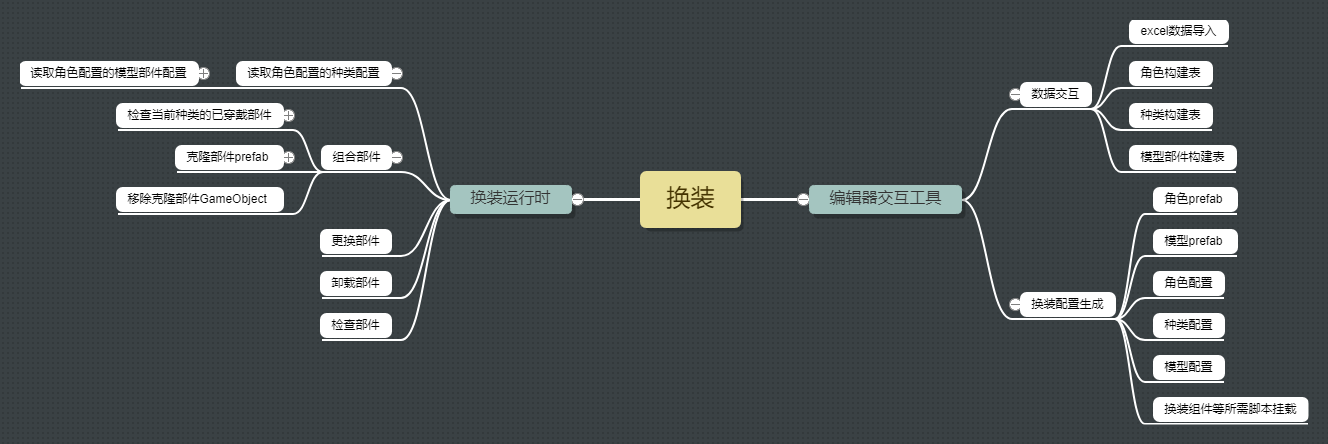 换装
换装运行时
读取角色配置的种类配置
读取角色配置的模型部件配置
组合部件
检查当前种类的已穿戴部件
克隆部件prefab
移除克隆部件GameObject
更换部件
卸载部件
检查部件
编辑器交互工具
数据交互
excel数据导入
角色构建表
种类构建表
模型部件构建表
换装配置生成
角色prefab
模型prefab
角色配置
种类配置
模型配置
换装组件等所需脚本挂载